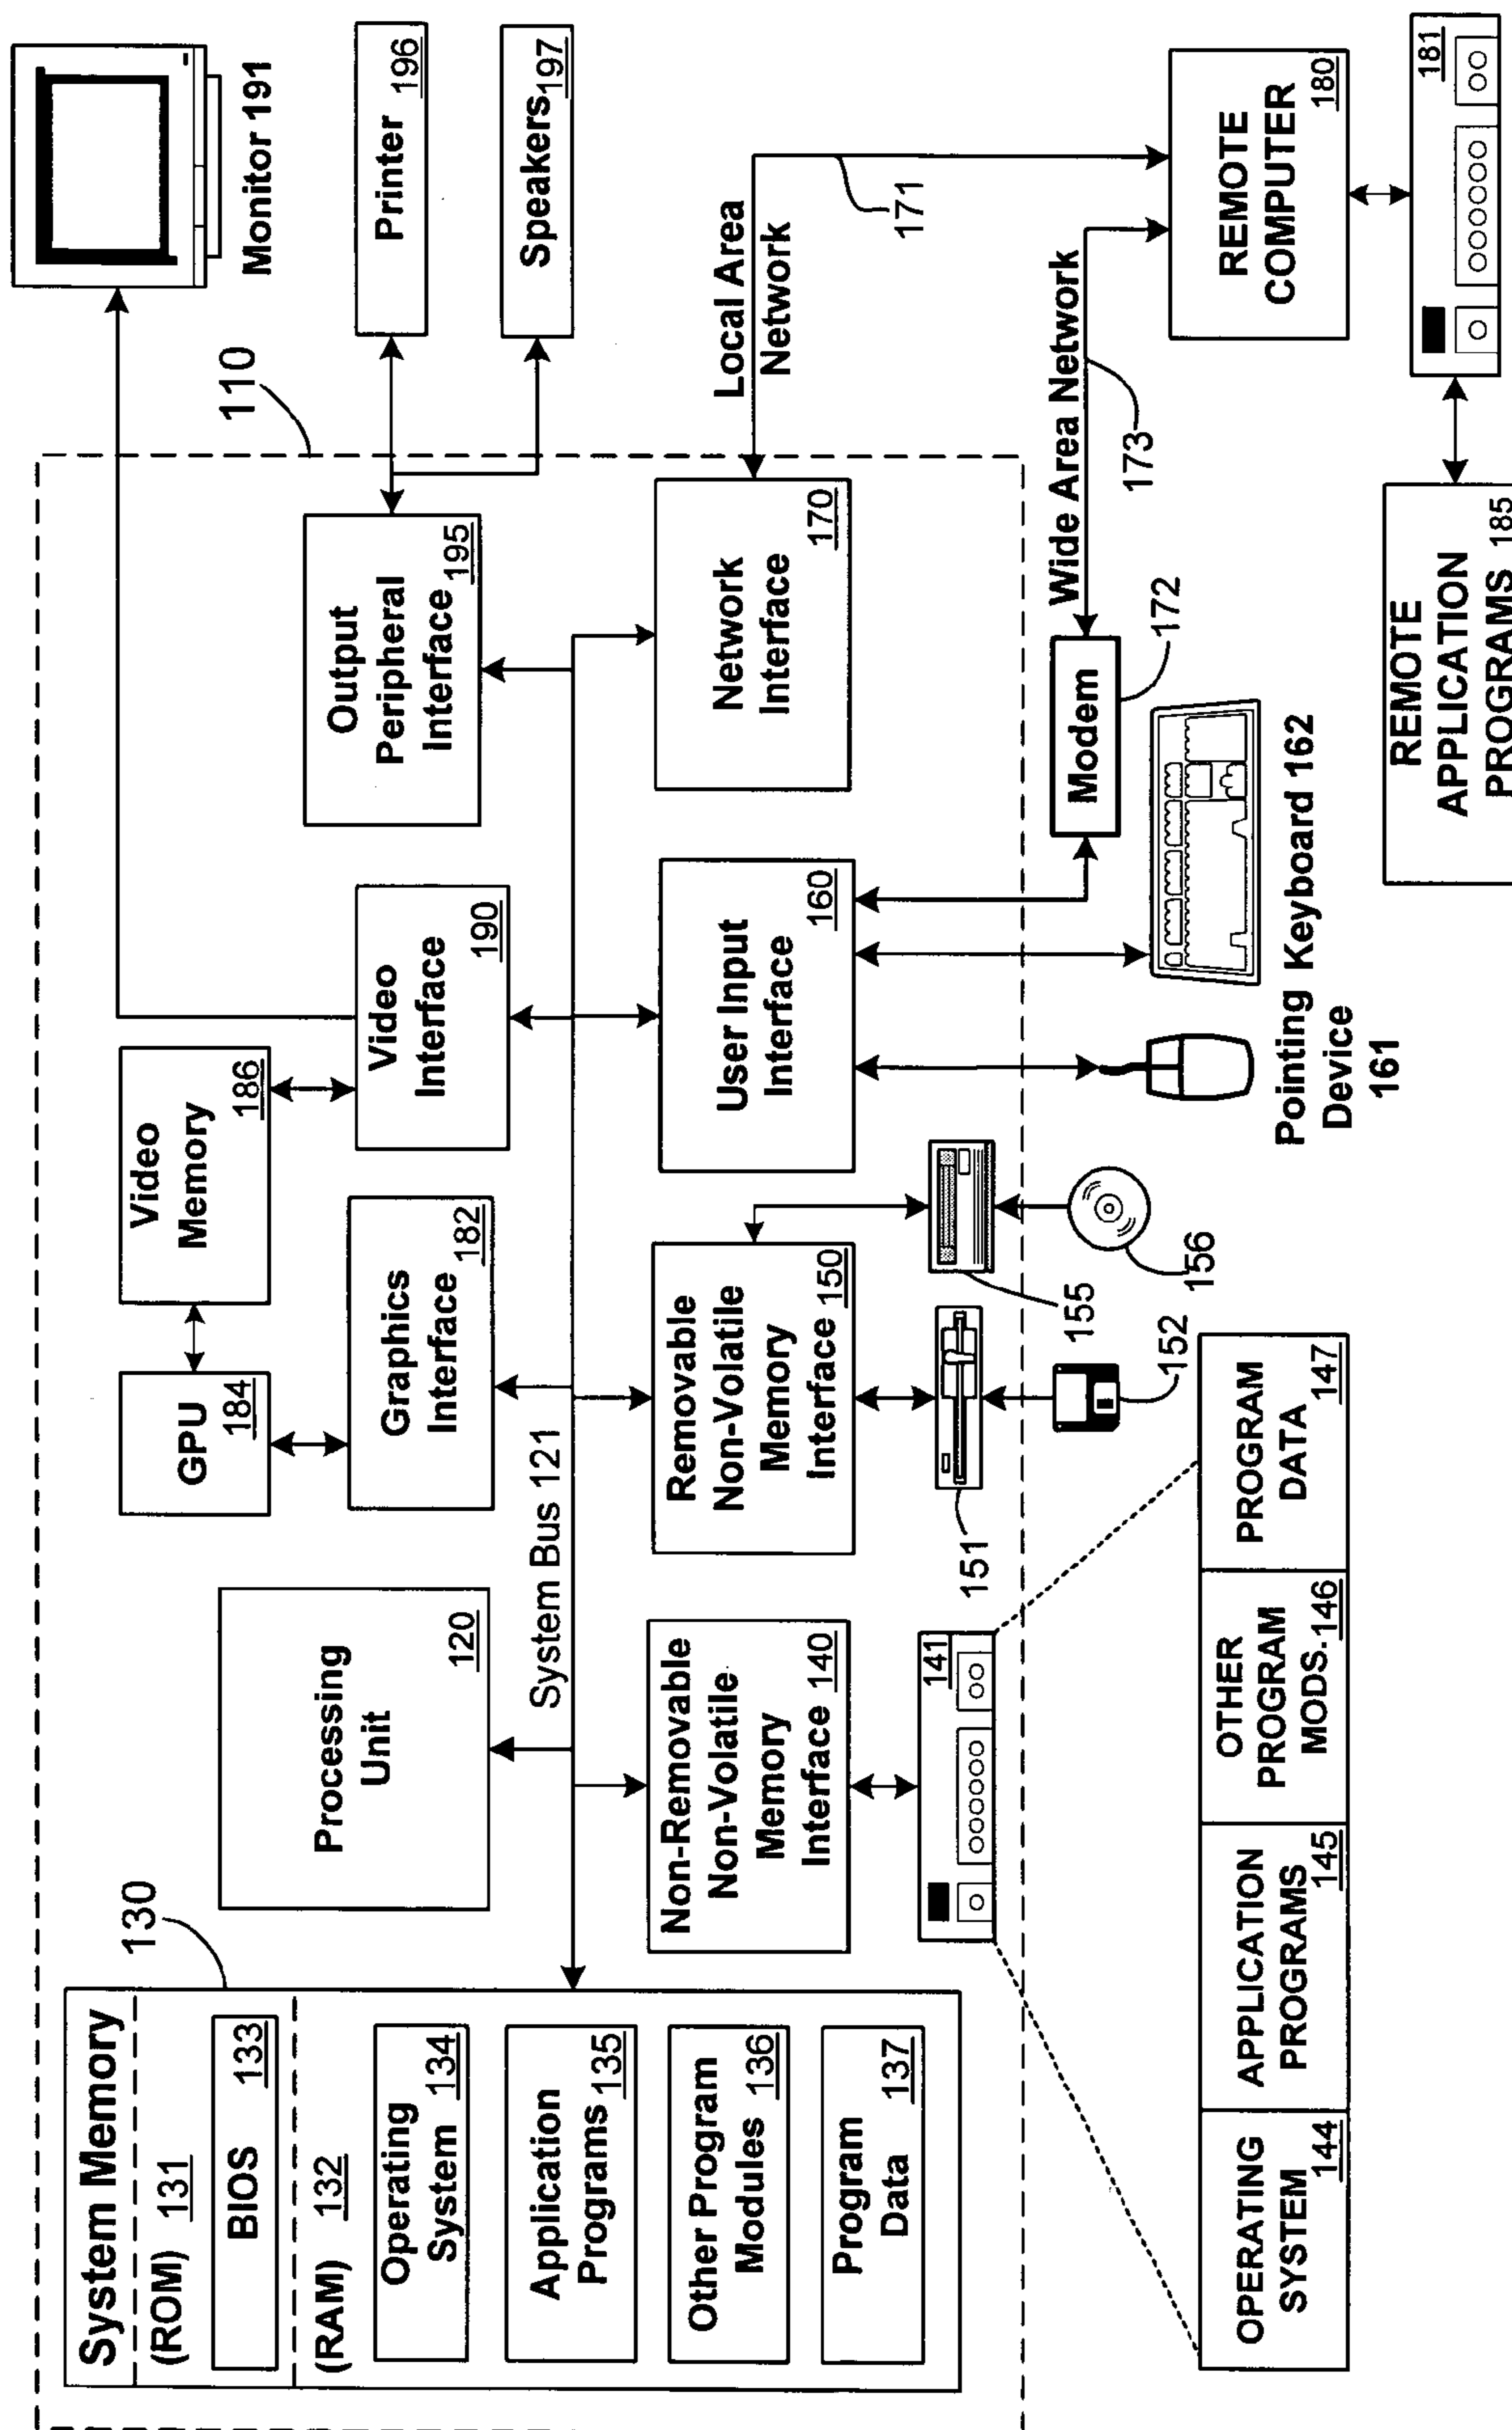 System Memory
(ROM) 131
BIOS 133
(RAM) 132
Operating
System 134
Application
Programs 135
Other Program
Modules 136
Program
Data 137
130
Processing
Unit
120
System Bus 121
GPU
184
Video
Memory
186
Graphics
Interface
182
Video
Interface
190
Output
Peripheral
Interface 195
110
Monitor 191
Printer
196
Speakers 197
Non-Removable
Non-Volatile
Memory
Interface 140
Removable
Non-Volatile
Memory
Interface 150
User Input
Interface
160
Network
Interface
170
Local Area
Network
171
Wide Area Network
173
Modem
172
141
151
152
155
156
Pointing
Device
161
Keyboard 162
REMOTE
COMPUTER
180
181
REMOTE
APPLICATION
PROGRAMS 185
OPERATING
SYSTEM 144
APPLICATION
PROGRAMS
145
OTHER
PROGRAM
MODS. 146
PROGRAM
DATA 147